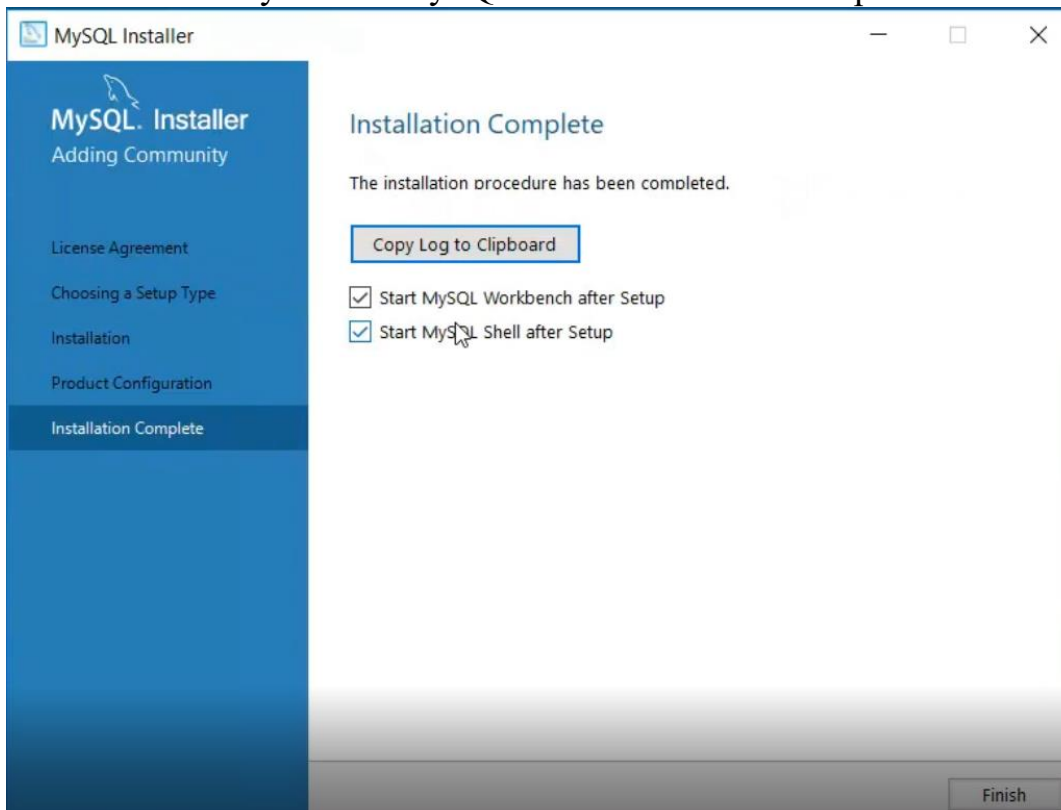 MySQL Installer
MySQL. Installer
Adding Community
License Agreement
Choosing a Setup Type
Installation
Product Configuration
Installation Complete
Installation Complete
The installation procedure has been completed.
Copy Log to Clipboard
Start MySQL Workbench after Setup
Start MySQL Shell after Setup
Finish